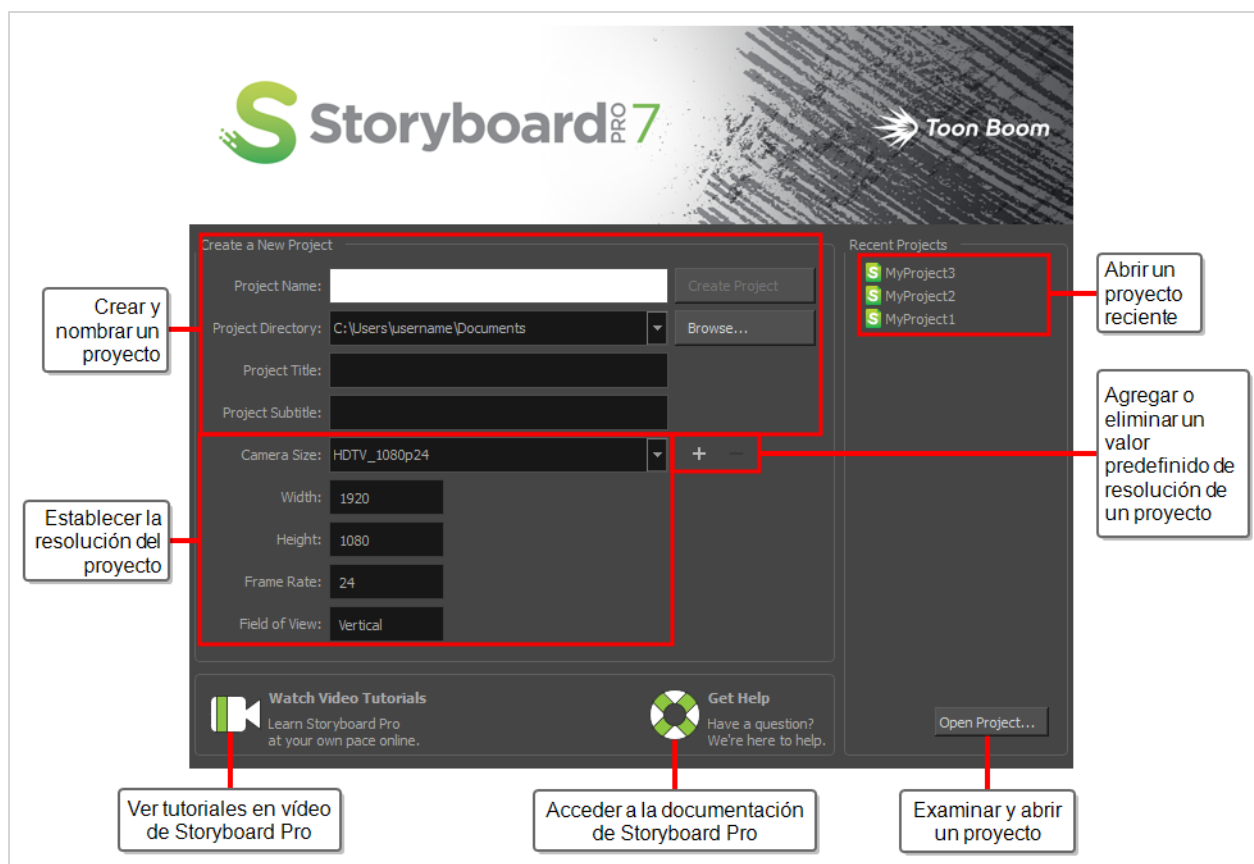 Storyboard PRO 7
Toon Boom
Create a New Project
Project Name:
Create Project
Project Directory: C:\Users\username\Documents
Browse...
Project Title:
Project Subtitle:
Camera Size: HDTV_1080p24
+ −
Width: 1920
Height: 1080
Frame Rate: 24
Field of View: Vertical
Recent Projects
MyProject3
MyProject2
MyProject1
Watch Video Tutorials
Learn Storyboard Pro
at your own pace online.
Get Help
Have a question?
We're here to help.
Open Project...
Crear y
nombrar un
proyecto
Establecer la
resolución del
proyecto
Abrir un
proyecto
reciente
Agregar o
eliminar un
valor
predefinido de
resolución de
un proyecto
Ver tutoriales en vídeo
de Storyboard Pro
Acceder a la documentación
de Storyboard Pro
Examinar y abrir
un proyecto